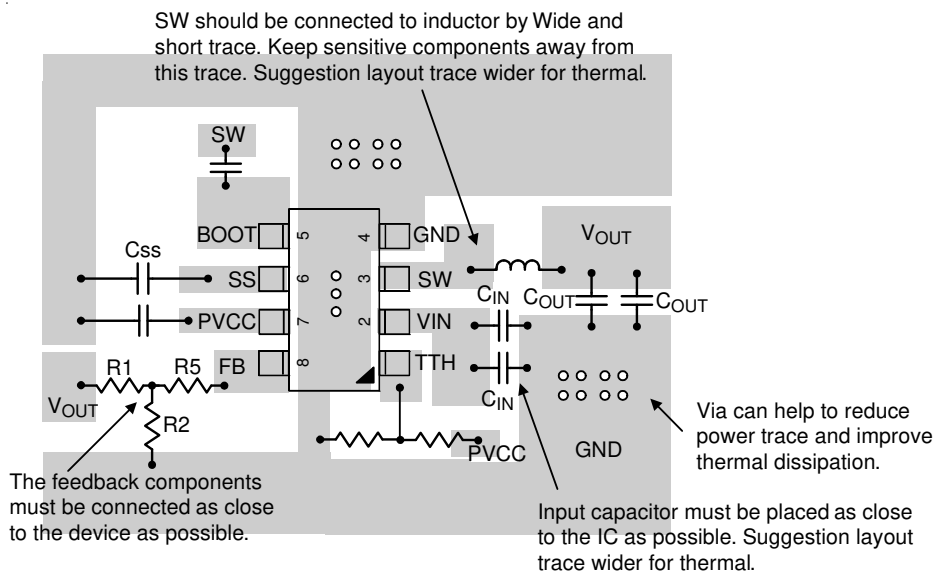 SW should be connected to inductor by Wide and
short trace. Keep sensitive components away from
this trace. Suggestion layout trace wider for thermal.
SW
BOOT
5
4
GND
VOUT
Css
SS
6
3
SW
CIN
COUT
COUT
PVCC
7
2
VIN
R1
R5
FB
8
TTH
VOUT
R2
CIN
PVCC
GND
Via can help to reduce
power trace and improve
thermal dissipation.
The feedback components
must be connected as close
to the device as possible.
Input capacitor must be placed as close
to the IC as possible. Suggestion layout
trace wider for thermal.